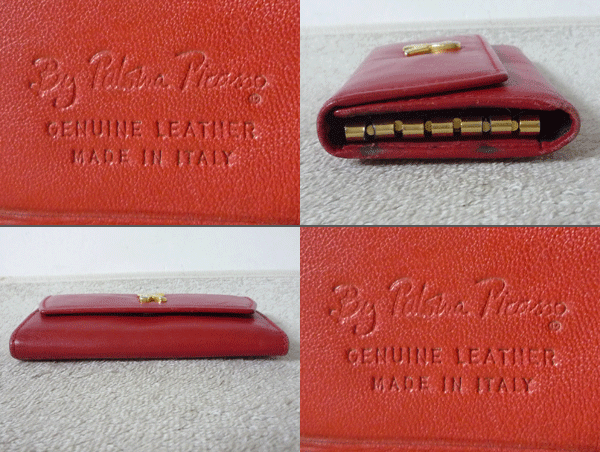 By Paloma Picasso ®
GENUINE LEATHER
MADE IN ITALY
By Paloma Picasso ®
GENUINE LEATHER
MADE IN ITALY